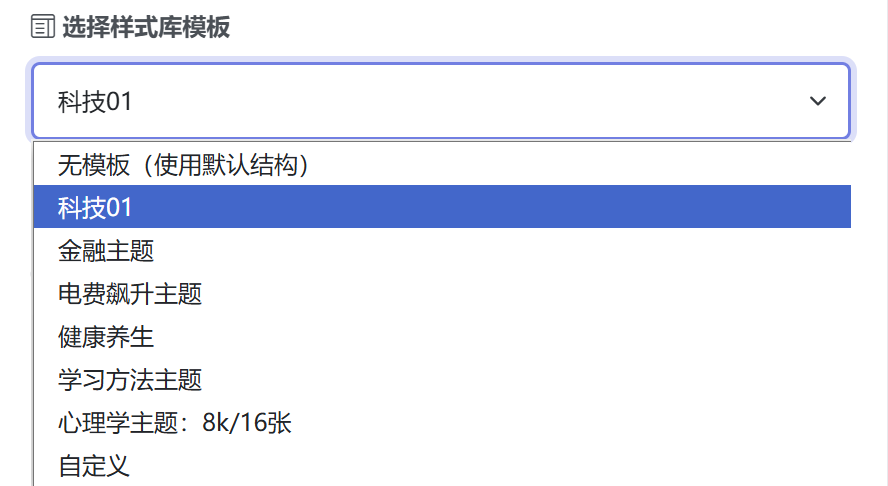 选择样式库模板
科技01
无模板（使用默认结构）
科技01
金融主题
电费飙升主题
健康养生
学习方法主题
心理学主题：8k/16张
自定义